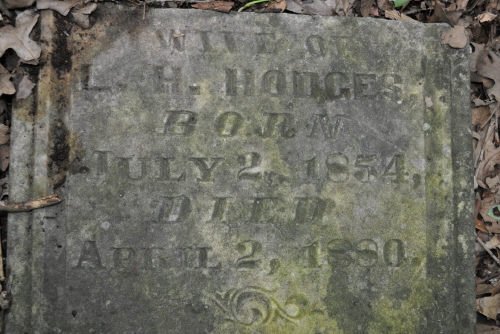 WIFE OF
L. H. HODGES.
BORN
JULY 2, 1854,
DIED
APRIL 2, 1880.